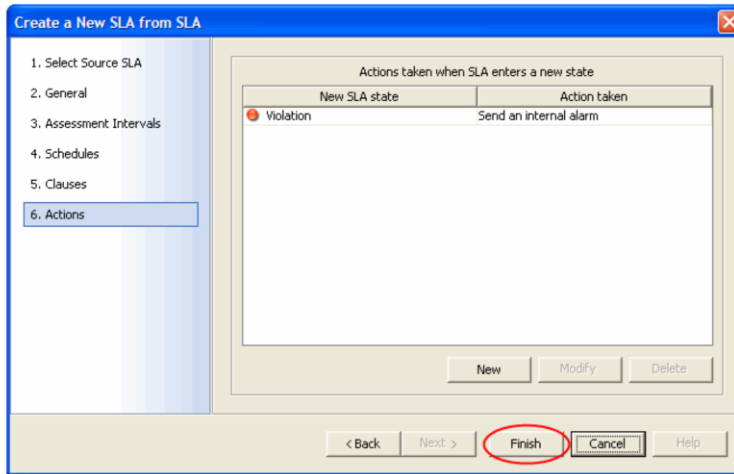 Create a New SLA from SLA
1. Select Source SLA
2. General
3. Assessment Intervals
4. Schedules
5. Clauses
6. Actions
Actions taken when SLA enters a new state
New SLA state Action taken
Violation Send an internal alarm
New Modify Delete
< Back Next > Finish Cancel Help